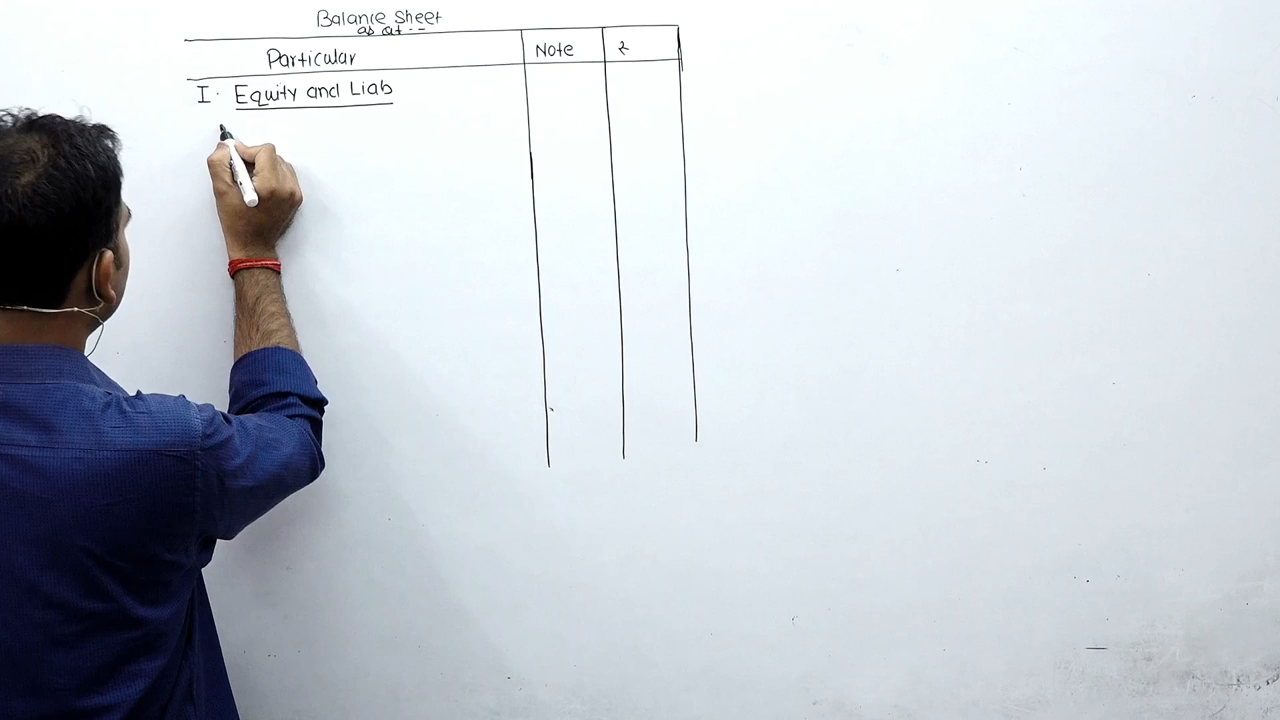 Balance Sheet
as at --
Particular Note ₹
I. Equity and Liab